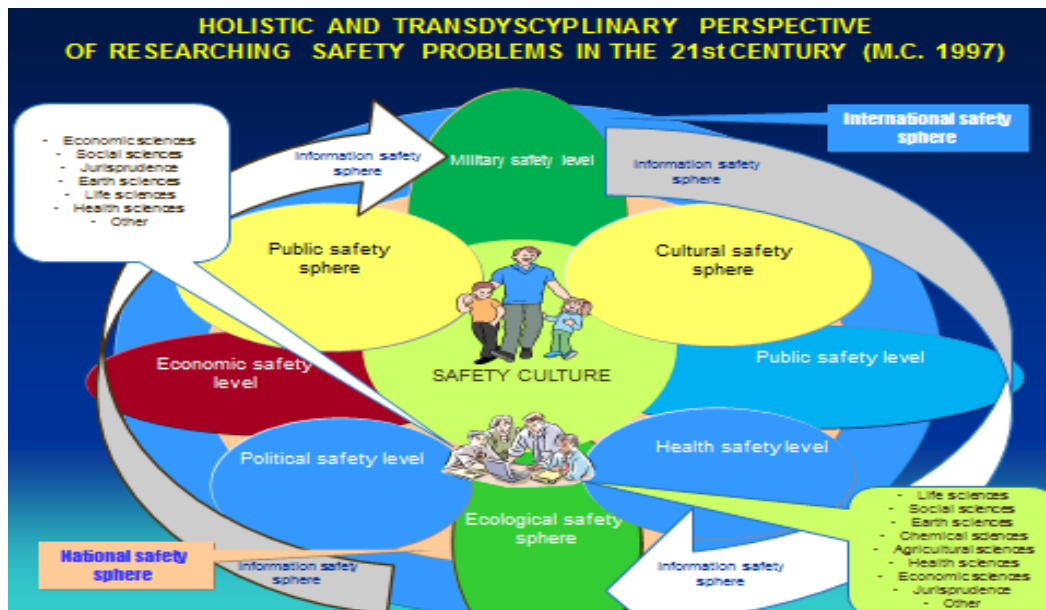 HOLISTIC AND TRANSDYSCYPLINARY PERSPECTIVE
OF RESEARCHING SAFETY PROBLEMS IN THE 21st CENTURY (M.C. 1997)
- Economic sciences
- Social sciences
- Jurisprudence
- Earth sciences
- Life sciences
- Health sciences
- Other
Information safety
sphere
Military safety level
Information safety
sphere
International safety
sphere
Public safety
sphere
Cultural safety
sphere
Economic safety
level
SAFETY CULTURE
Public safety level
Political safety level
Health safety level
Ecological safety
sphere
National safety
sphere
Information safety
sphere
Information safety
sphere
- Life sciences
- Social sciences
- Earth sciences
- Chemical sciences
- Agricultural sciences
- Health sciences
- Economic sciences
- Jurisprudence
- Other